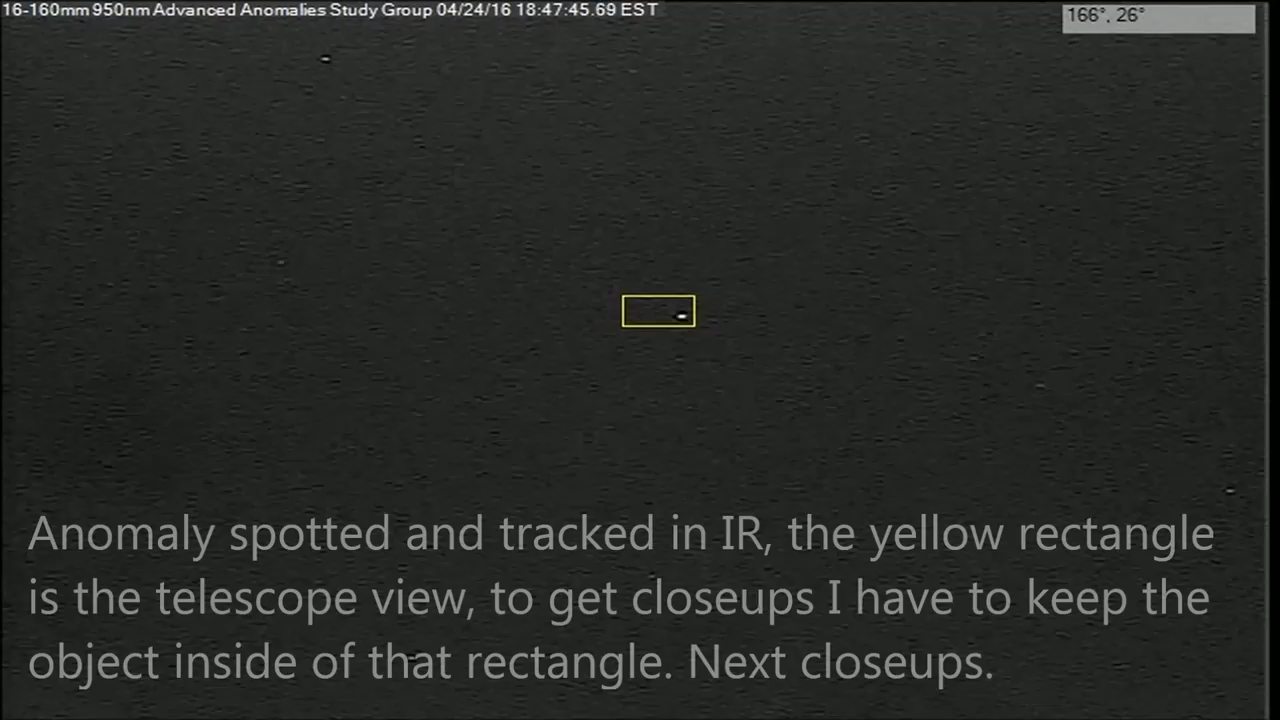 16-160mm 950nm Advanced Anomalies Study Group 04/24/16 18:47:45.69 EST
166°, 26°
Anomaly spotted and tracked in IR, the yellow rectangle
is the telescope view, to get closeups I have to keep the
object inside of that rectangle. Next closeups.